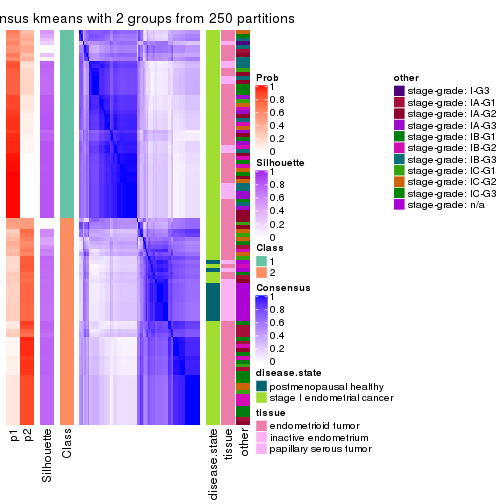 nsus kmeans with 2 groups from 250 partitions
p1
p2
Silhouette
Class
disease.state
tissue
other
Prob
1
0.8
0.6
0.4
0.2
0
Silhouette
1
0.8
0.6
0.4
0.2
0
Class
1
2
Consensus
1
0.8
0.6
0.4
0.2
0
disease.state
postmenopausal healthy
stage I endometrial cancer
tissue
endometrioid tumor
inactive endometrium
papillary serous tumor
other
stage-grade: I-G3
stage-grade: IA-G1
stage-grade: IA-G2
stage-grade: IA-G3
stage-grade: IB-G1
stage-grade: IB-G2
stage-grade: IB-G3
stage-grade: IC-G1
stage-grade: IC-G2
stage-grade: IC-G3
stage-grade: n/a